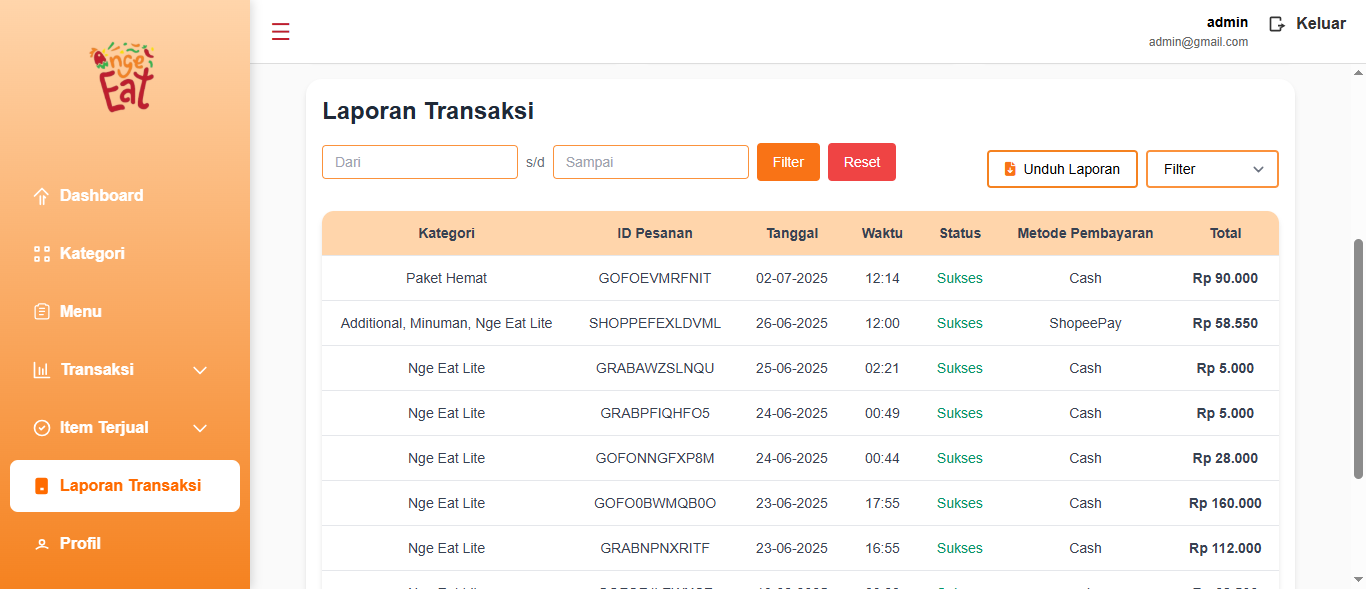 nge
Eat
Dashboard
Kategori
Menu
Transaksi
Item Terjual
Laporan Transaksi
Profil
admin
admin@gmail.com
Keluar
Laporan Transaksi
Dari s/d Sampai Filter Reset Unduh Laporan Filter
Kategori ID Pesanan Tanggal Waktu Status Metode Pembayaran Total
Paket Hemat GOFOEVMRFNIT 02-07-2025 12:14 Sukses Cash Rp 90.000
Additional, Minuman, Nge Eat Lite SHOPPEFEXLDVML 26-06-2025 12:00 Sukses ShopeePay Rp 58.550
Nge Eat Lite GRABAWZSLNQU 25-06-2025 02:21 Sukses Cash Rp 5.000
Nge Eat Lite GRABPFIQHFO5 24-06-2025 00:49 Sukses Cash Rp 5.000
Nge Eat Lite GOFONNGFXP8M 24-06-2025 00:44 Sukses Cash Rp 28.000
Nge Eat Lite GOFO0BWMQB0O 23-06-2025 17:55 Sukses Cash Rp 160.000
Nge Eat Lite GRABNPNXRITF 23-06-2025 16:55 Sukses Cash Rp 112.000